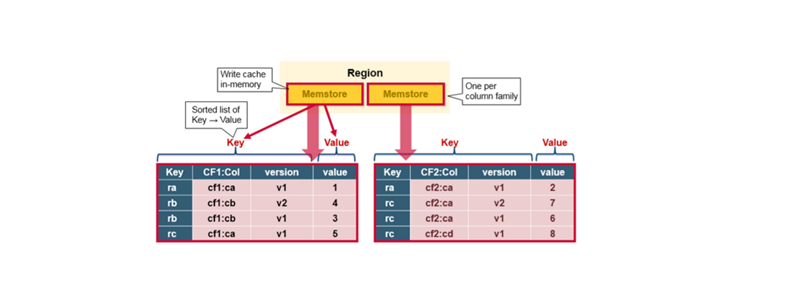 Region
Write cache
in-memory
Memstore
Memstore
One per
column family
Sorted list of
Key → Value
Key
Value
Key
Value
Key CF1:Col version value
ra cf1:ca v1 1
rb cf1:cb v2 4
rb cf1:cb v1 3
rc cf1:ca v1 5
Key CF2:Col version value
ra cf2:ca v1 2
rc cf2:ca v2 7
rc cf2:ca v1 6
rc cf2:cd v1 8